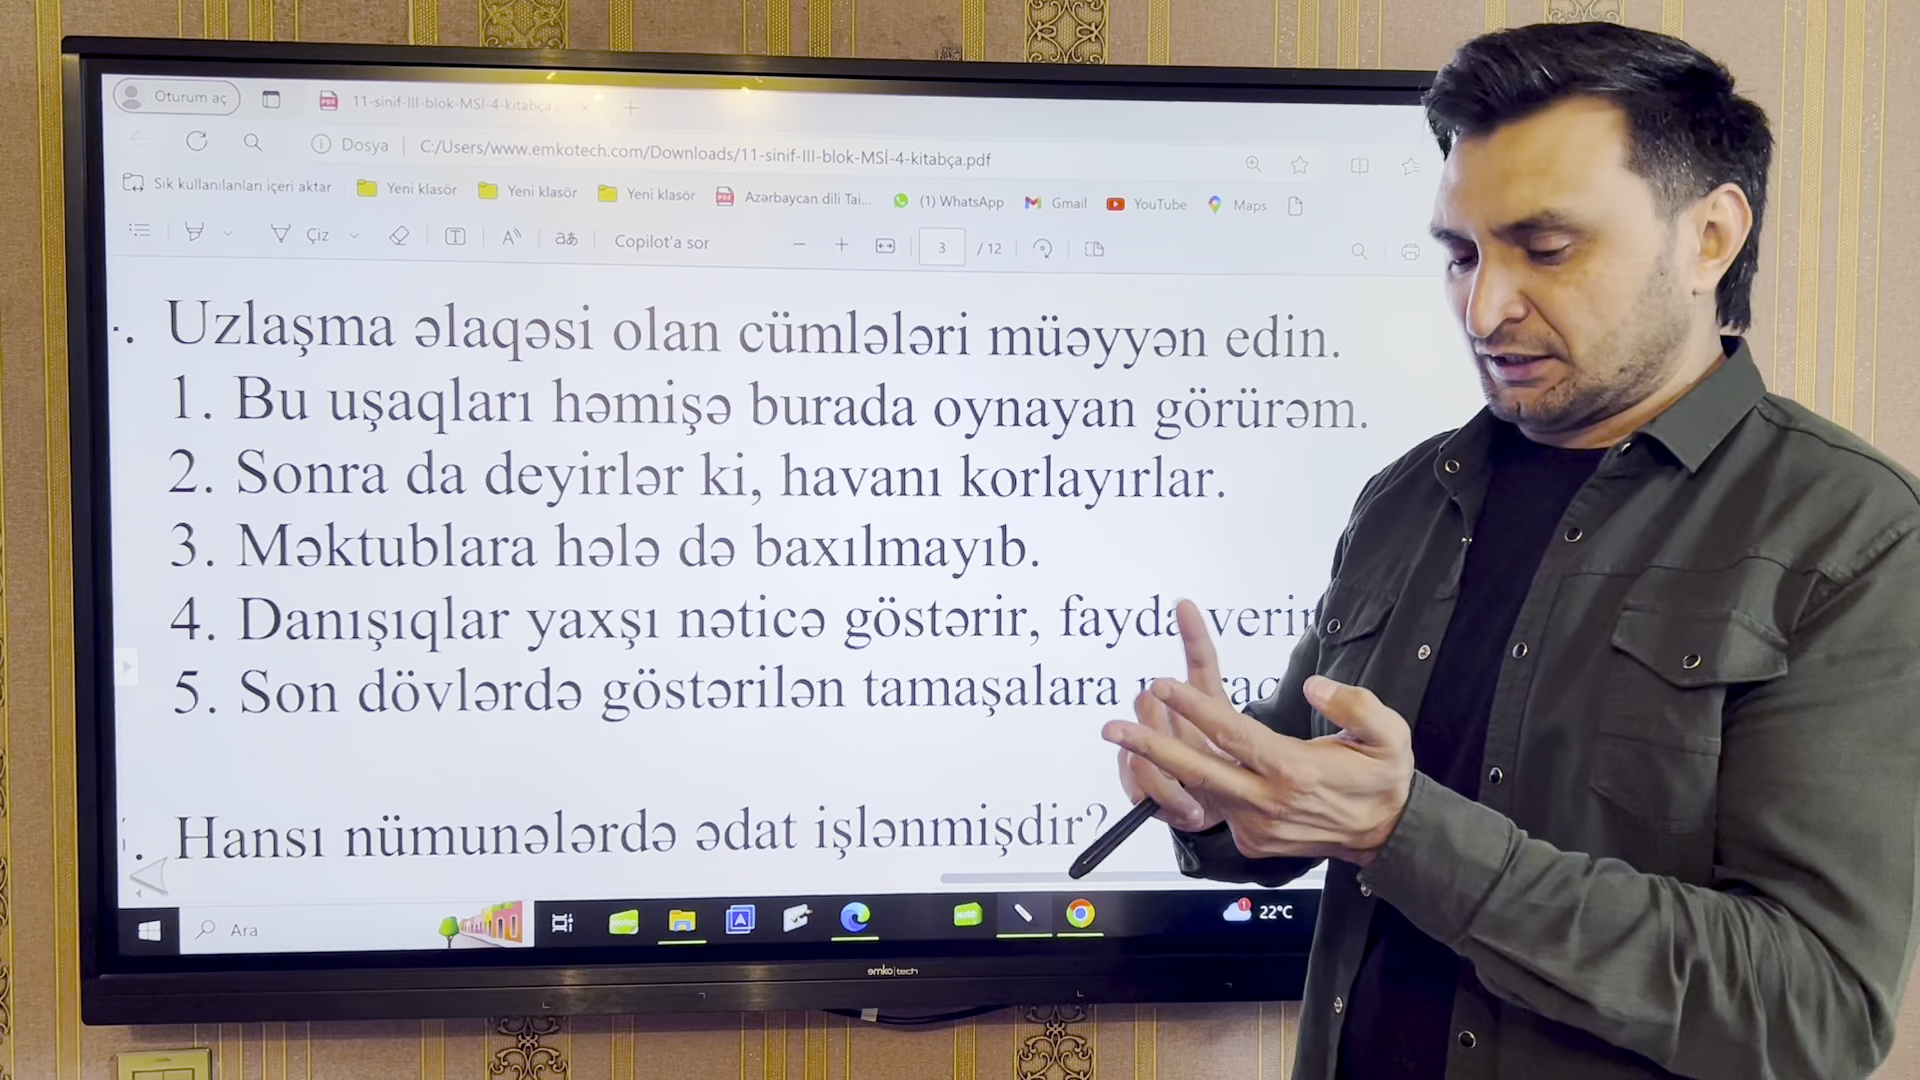 Oturum aç
11-sinif-III-blok-MSİ-4-kitabça
Dosya
C:/Users/www.emkotech.com/Downloads/11-sinif-III-blok-MSİ-4-kitabça.pdf
Sık kullanılanları içeri aktar
Yeni klasör
Yeni klasör
Yeni klasör
Azərbaycan dili Tai...
(1) WhatsApp
Gmail
YouTube
Maps
Çiz
Copilot'a sor
3 / 12
Uzlaşma əlaqəsi olan cümlələri müəyyən edin.
1. Bu uşaqları həmişə burada oynayan görürəm.
2. Sonra da deyirlər ki, havanı korlayırlar.
3. Məktublara hələ də baxılmayıb.
4. Danışıqlar yaxşı nəticə göstərir, fayda verir
5. Son dövlərdə göstərilən tamaşalara
Hansı nümunələrdə ədat işlənmişdir?
Ara
1
22°C
emko|tech